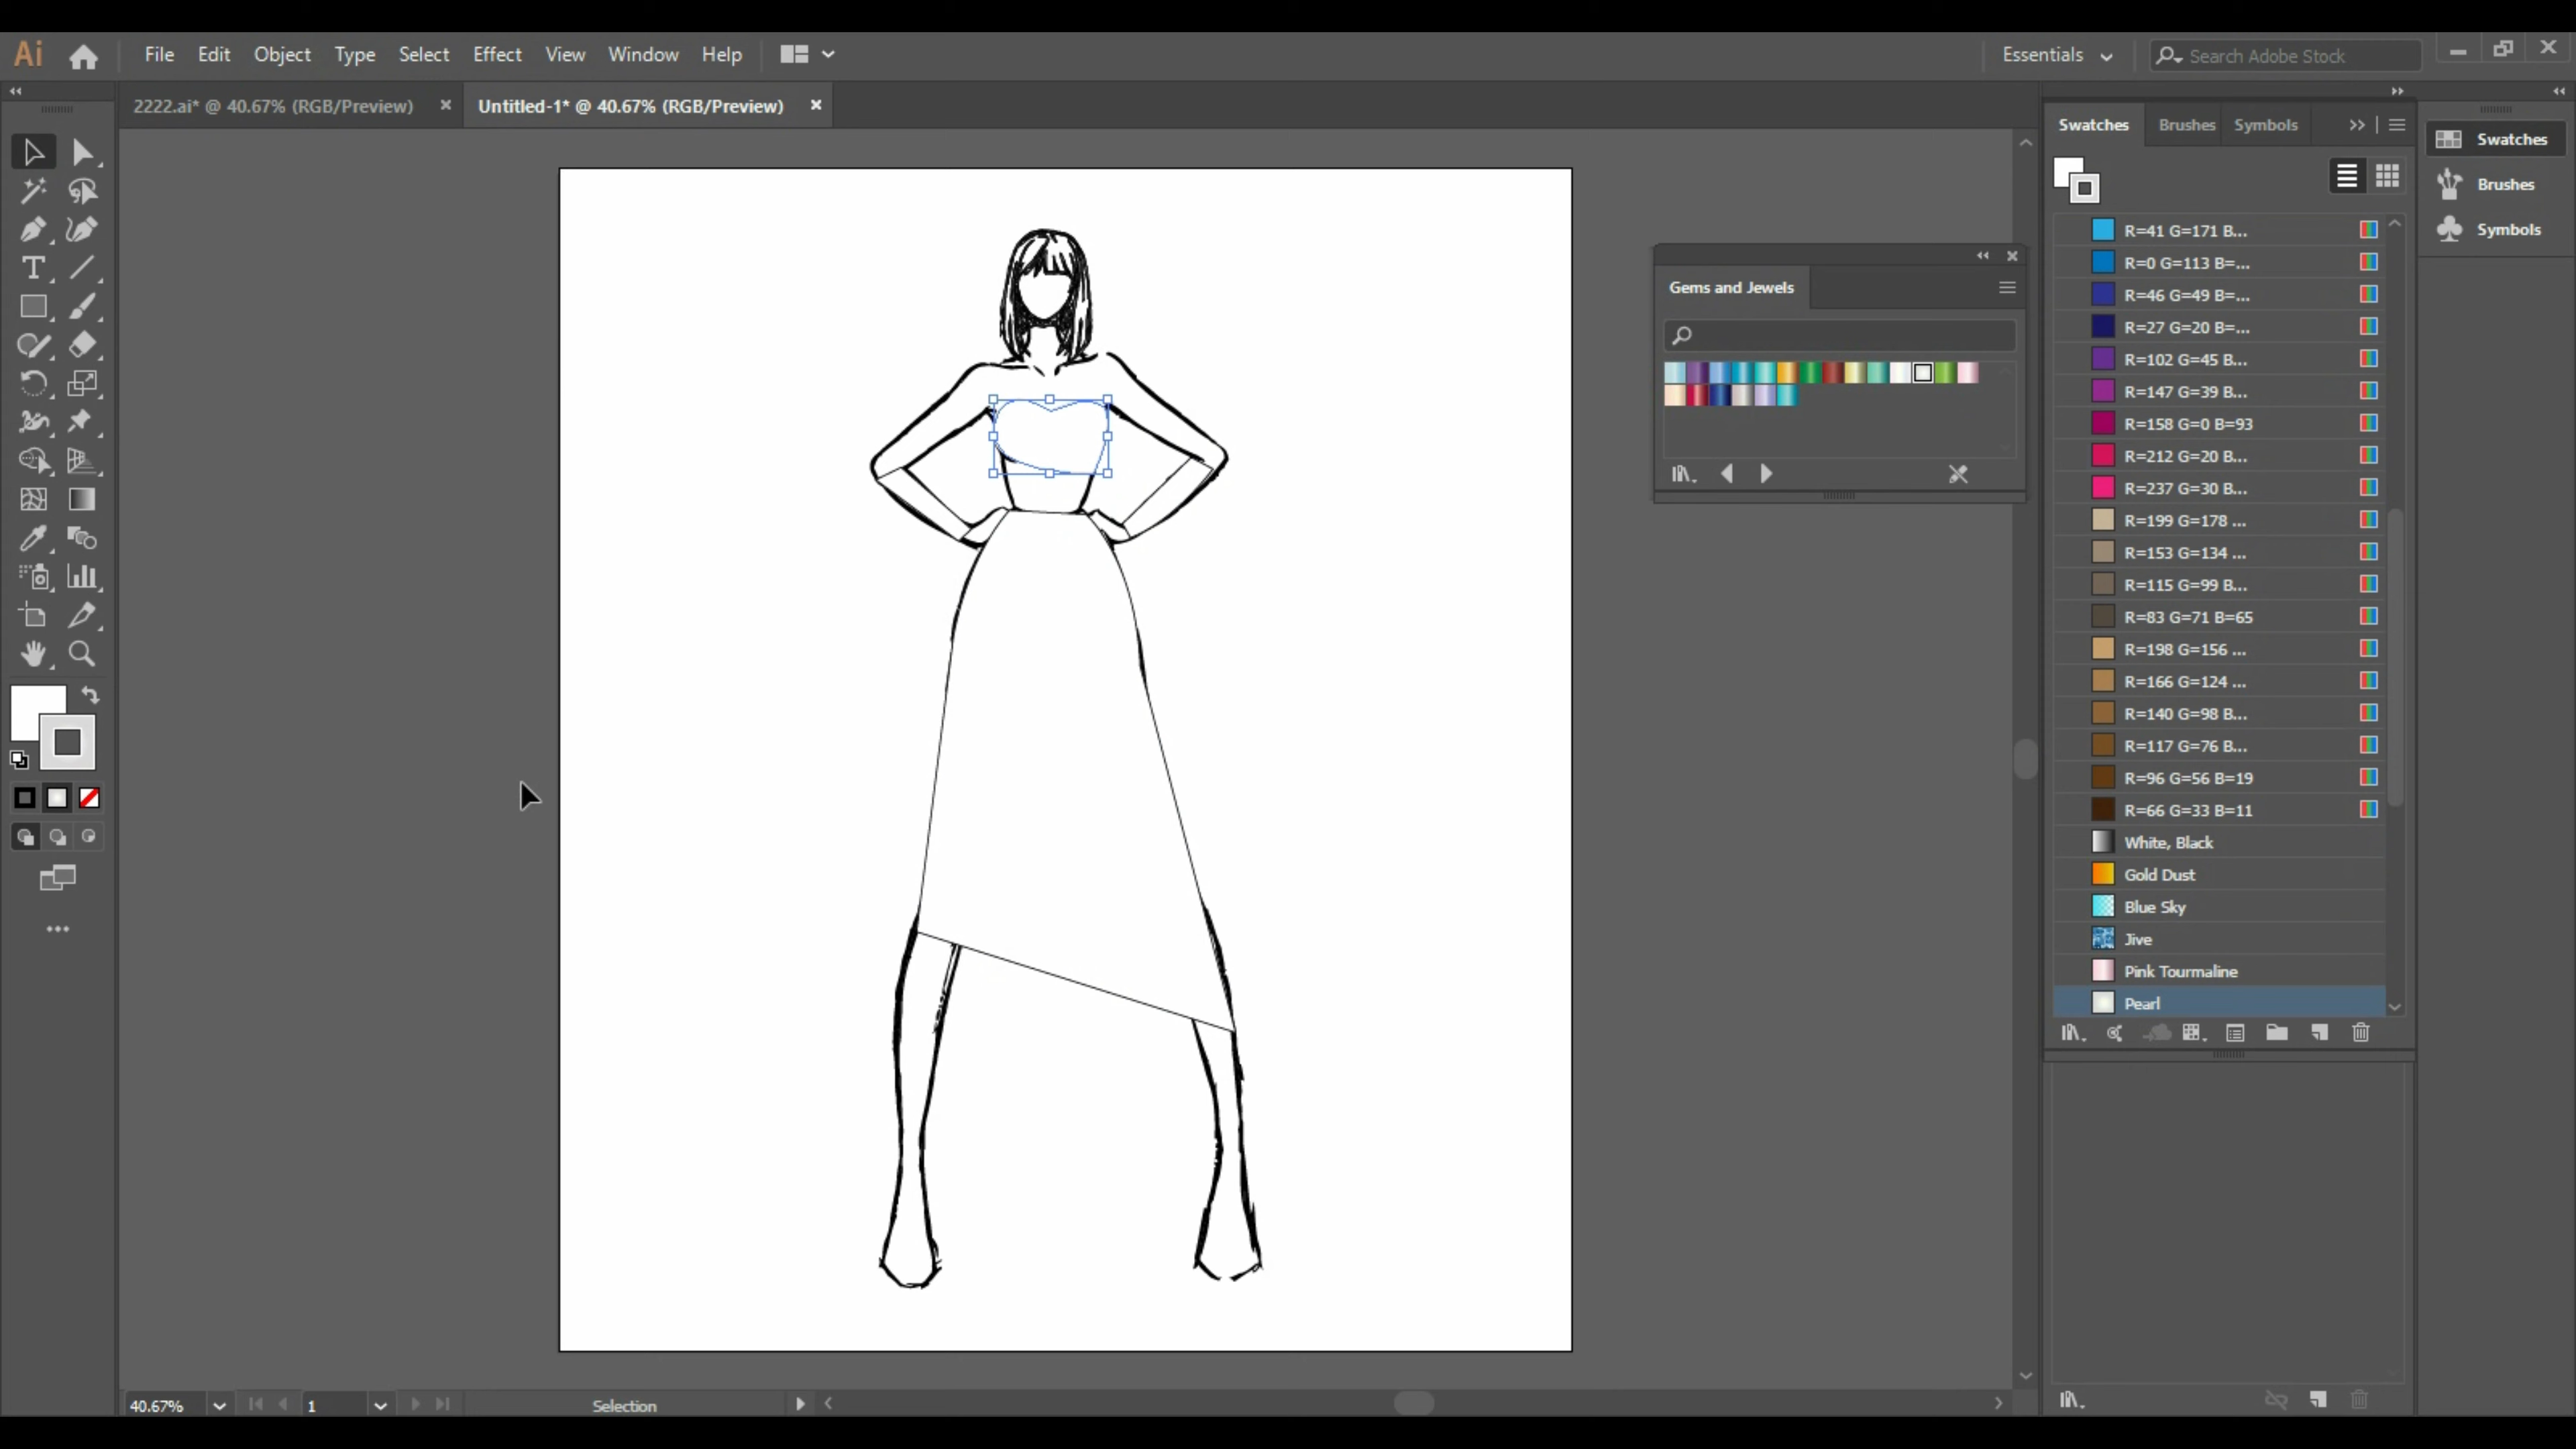 Ai File Edit Object Type Select Effect View Window Help Essentials Search Adobe Stock
2222.ai* @ 40.67% (RGB/Preview) Untitled-1* @ 40.67% (RGB/Preview)
Swatches Brushes Symbols
Swatches
Brushes
Symbols
Gems and Jewels
R=41 G=171 B...
R=0 G=113 B=...
R=46 G=49 B=...
R=27 G=20 B=...
R=102 G=45 B...
R=147 G=39 B...
R=158 G=0 B=93
R=212 G=20 B...
R=237 G=30 B...
R=199 G=178 ...
R=153 G=134 ...
R=115 G=99 B...
R=83 G=71 B=65
R=198 G=156 ...
R=166 G=124 ...
R=140 G=98 B...
R=117 G=76 B...
R=96 G=56 B=19
R=66 G=33 B=11
White, Black
Gold Dust
Blue Sky
Jive
Pink Tourmaline
Pearl
40.67% 1 Selection